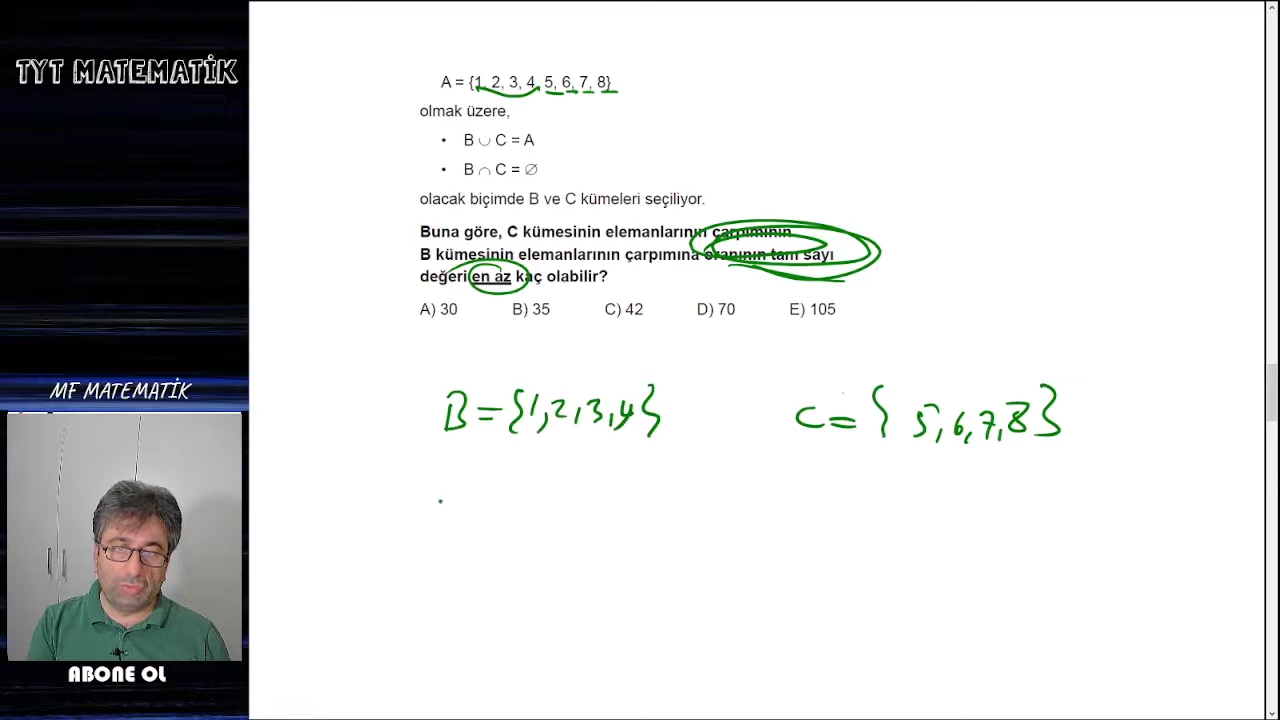 TYT MATEMATİK
A = {1, 2, 3, 4, 5, 6, 7, 8}
olmak üzere,
• B ∪ C = A
• B ∩ C = ∅
olacak biçimde B ve C kümeleri seçiliyor.
Buna göre, C kümesinin elemanlarının çarpımının
B kümesinin elemanlarının çarpımına oranının tam sayı
değeri en az kaç olabilir?
A) 30 B) 35 C) 42 D) 70 E) 105
MF MATEMATİK
B = {1, 2, 3, 4} C = {5, 6, 7, 8}
ABONE OL